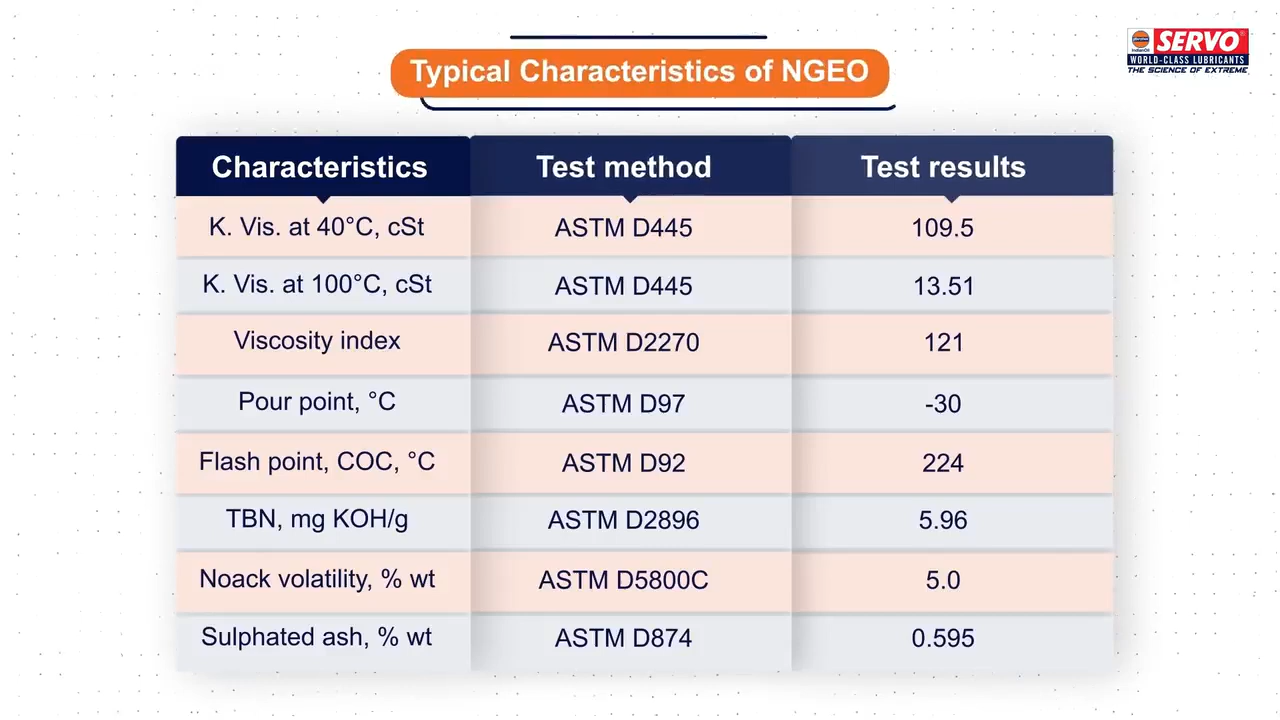 Typical Characteristics of NGEO
IndianOil
SERVO
WORLD-CLASS LUBRICANTS
THE SCIENCE OF EXTREME
Characteristics Test method Test results
K. Vis. at 40°C, cSt ASTM D445 109.5
K. Vis. at 100°C, cSt ASTM D445 13.51
Viscosity index ASTM D2270 121
Pour point, °C ASTM D97 -30
Flash point, COC, °C ASTM D92 224
TBN, mg KOH/g ASTM D2896 5.96
Noack volatility, % wt ASTM D5800C 5.0
Sulphated ash, % wt ASTM D874 0.595